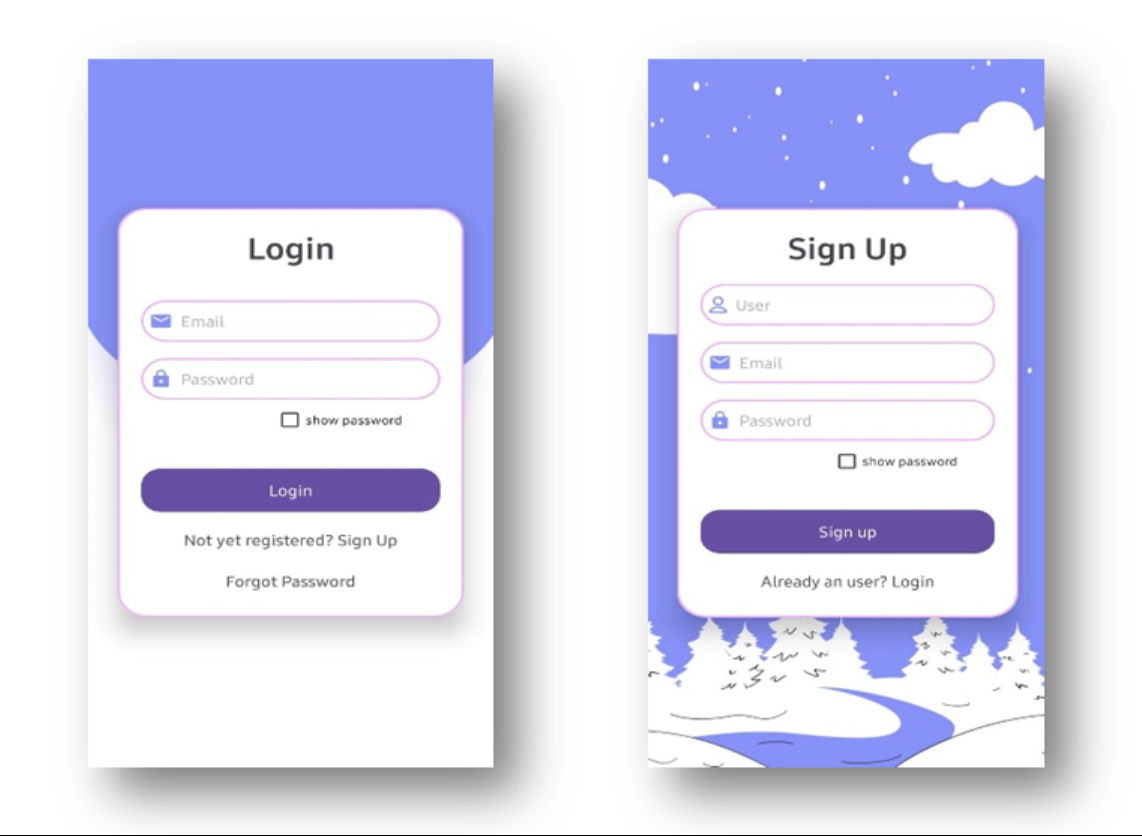 Login
Email
Password
show password
Login
Not yet registered? Sign Up
Forgot Password
Sign Up
User
Email
Password
show password
Sign up
Already an user? Login